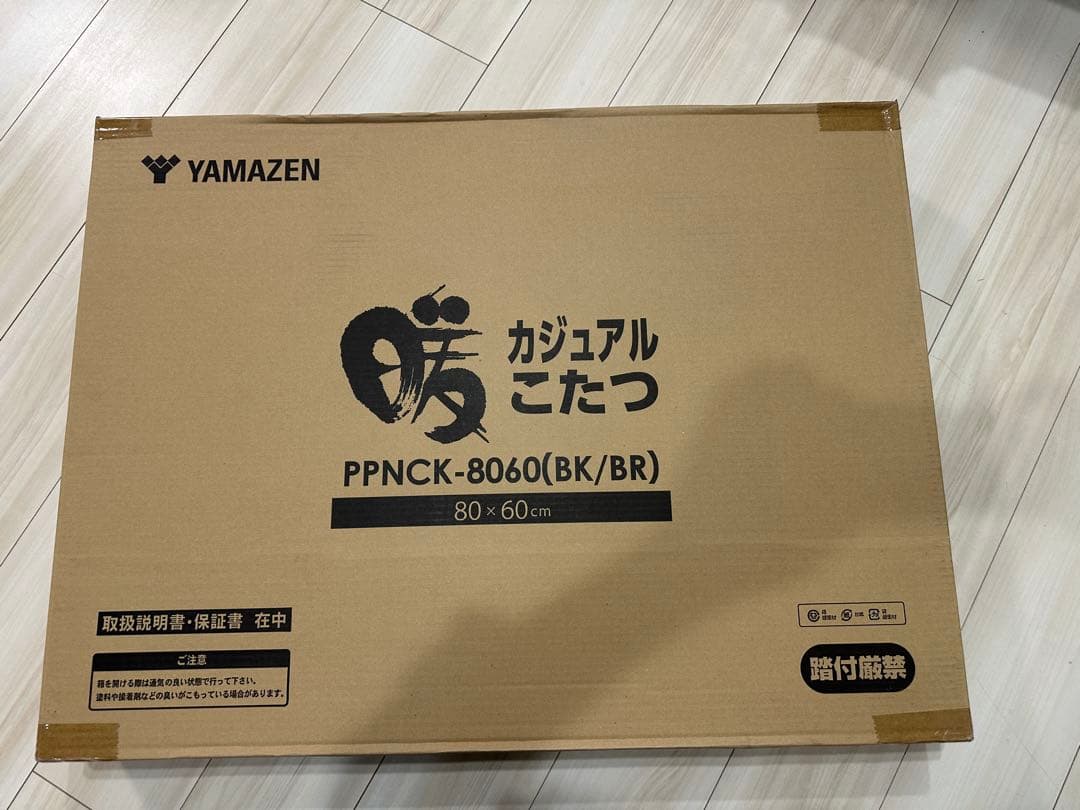 YAMAZEN
暖
カジュアル
こたつ
PPNCK-8060(BK/BR)
80×60cm
取扱説明書・保証書 在中
ご注意
箱を開ける際は通気の良い状態で行って下さい。
塗料や接着剤などの臭いがこもっている場合があります。
踏付厳禁